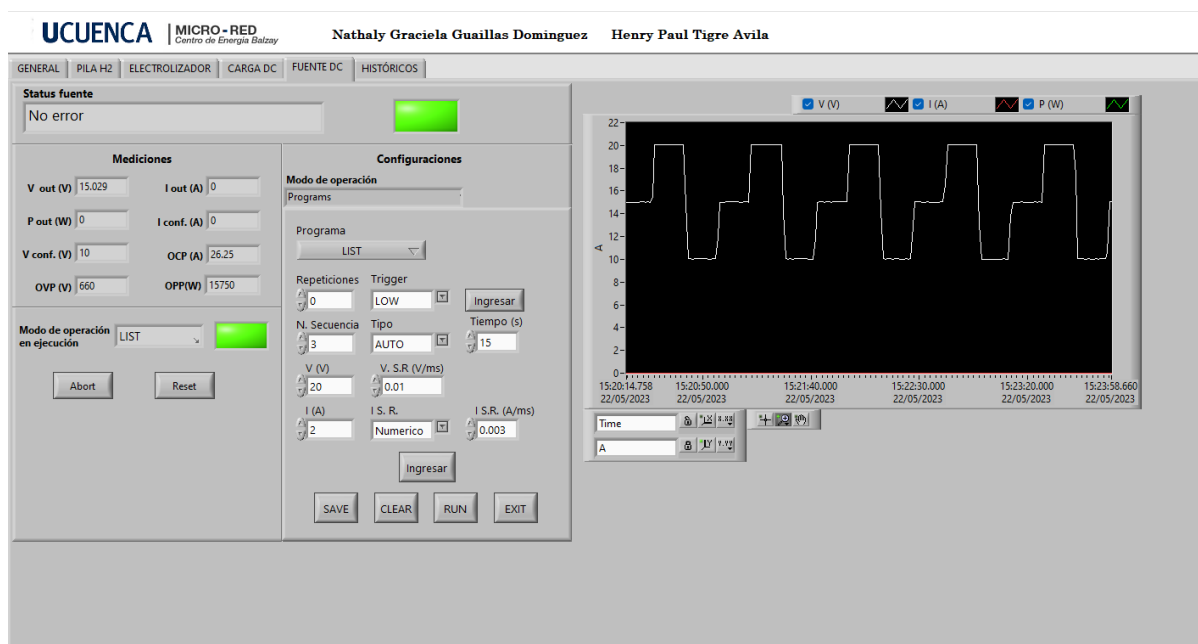 UCUENCA MICRO-RED Nathaly Graciela Guaillas Dominguez Henry Paul Tigre Avila
Centro de Energia Balzay
GENERAL PILA H2 ELECTROLIZADOR CARGA DC FUENTE DC HISTÓRICOS
Status fuente
No error
Mediciones
V out (V) 15.029 I out (A) 0
P out (W) 0 I conf. (A) 0
V conf. (V) 10 OCP (A) 26.25
OVP (V) 660 OPP(W) 15750
Modo de operación en ejecución LIST
Abort Reset
Configuraciones
Modo de operación
Programs
Programa
LIST
Repeticiones Trigger
0 LOW Ingresar
N. Secuencia Tipo Tiempo (s)
3 AUTO 15
V (V) V. S.R (V/ms)
20 0.01
I (A) I S. R. I S.R. (A/ms)
2 Numerico 0.003
Ingresar
SAVE CLEAR RUN EXIT
V (V) I (A) P (W)
22
20
18
16
14
12
10
8
6
4
2
0
A
15:20:14.758 15:20:50.000 15:21:40.000 15:22:30.000 15:23:20.000 15:23:58.660
22/05/2023 22/05/2023 22/05/2023 22/05/2023 22/05/2023 22/05/2023
Time
A